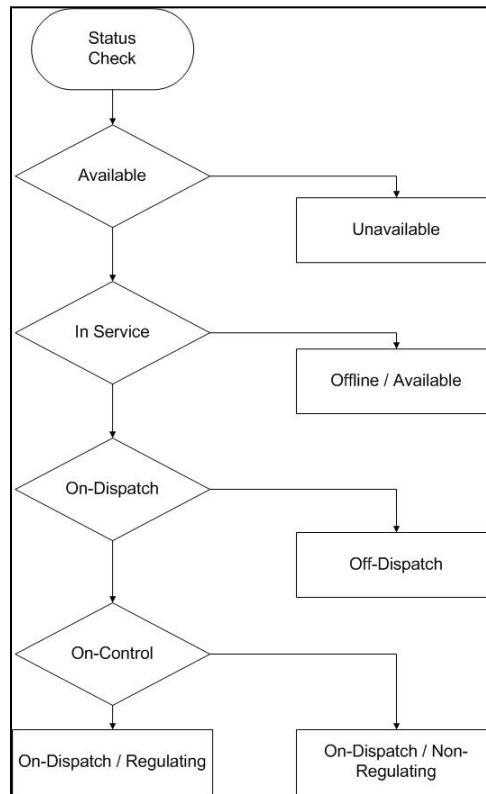 Status
Check
Available
Unavailable
In Service
Offline / Available
On-Dispatch
Off-Dispatch
On-Control
On-Dispatch / Regulating
On-Dispatch / Non-
Regulating